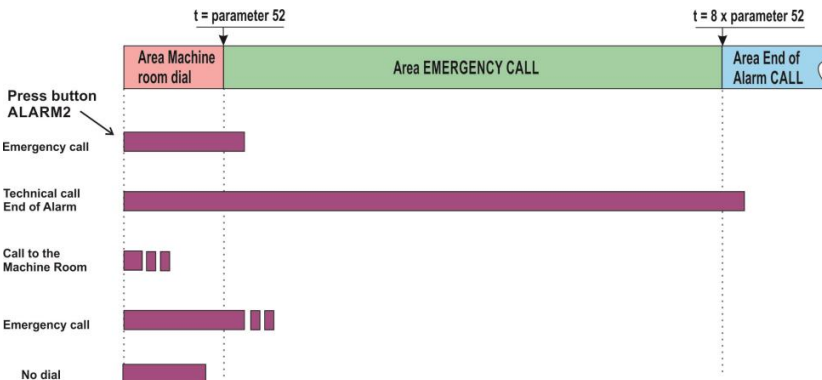 t = parameter 52
t = 8 x parameter 52
Area Machine
room dial
Area EMERGENCY CALL
Area End of
Alarm CALL
Press button
ALARM2
Emergency call
Technical call
End of Alarm
Call to the
Machine Room
Emergency call
No dial